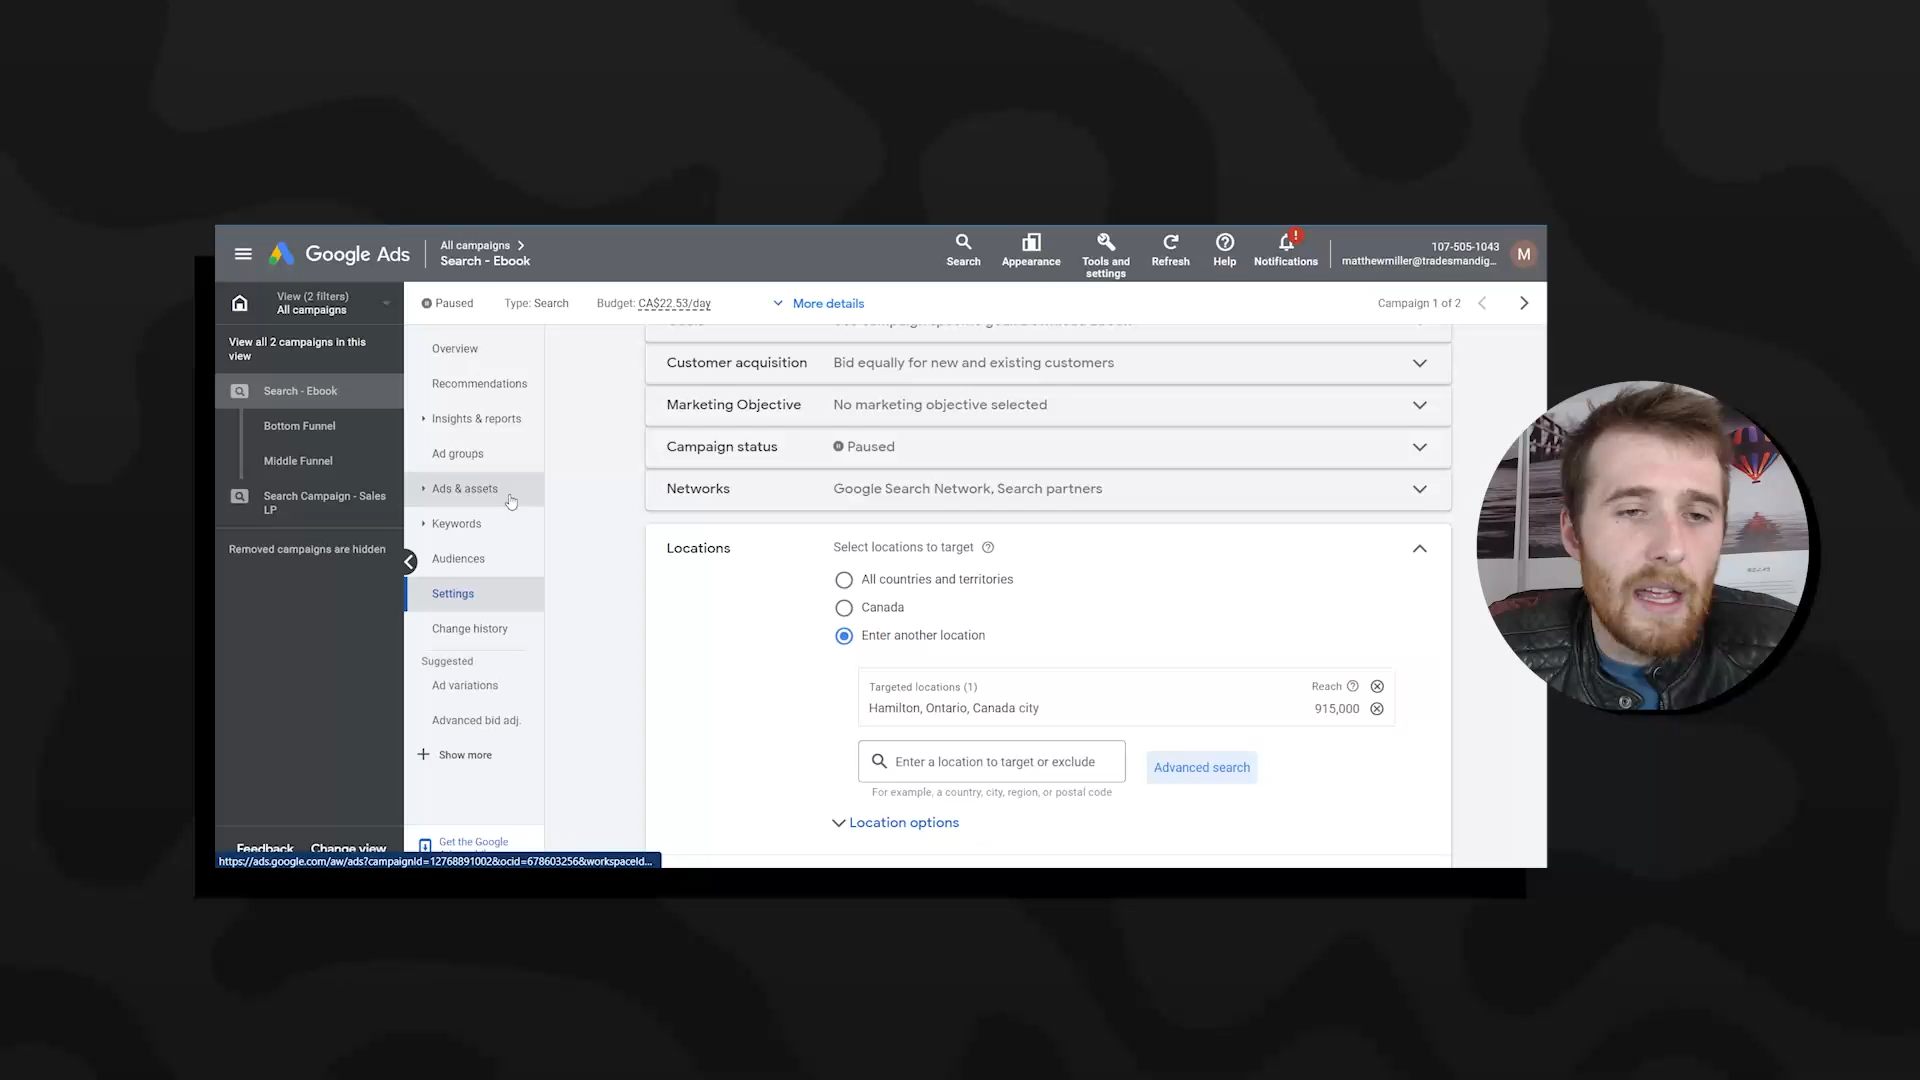 Google Ads
All campaigns
Search - Ebook
Search
Appearance
Tools and
settings
Refresh
Help
Notifications
!
107-505-1043
matthewmiller@tradesmandig...
M
View (2 filters)
All campaigns
Paused
Type: Search
Budget: CA$22.53/day
More details
Campaign 1 of 2
View all 2 campaigns in this
view
Search - Ebook
Bottom Funnel
Middle Funnel
Search Campaign - Sales
LP
Removed campaigns are hidden
Feedback
Change view
Overview
Recommendations
Insights & reports
Ad groups
Ads & assets
Keywords
Audiences
Settings
Change history
Suggested
Ad variations
Advanced bid adj.
Show more
Get the Google
https://ads.google.com/aw/ads?campaignId=12768891002&ocid=678603256&workspaceId...
Customer acquisition
Bid equally for new and existing customers
Marketing Objective
No marketing objective selected
Campaign status
Paused
Networks
Google Search Network, Search partners
Locations
Select locations to target
All countries and territories
Canada
Enter another location
Targeted locations (1)
Reach
Hamilton, Ontario, Canada city
915,000
Enter a location to target or exclude
Advanced search
For example, a country, city, region, or postal code
Location options